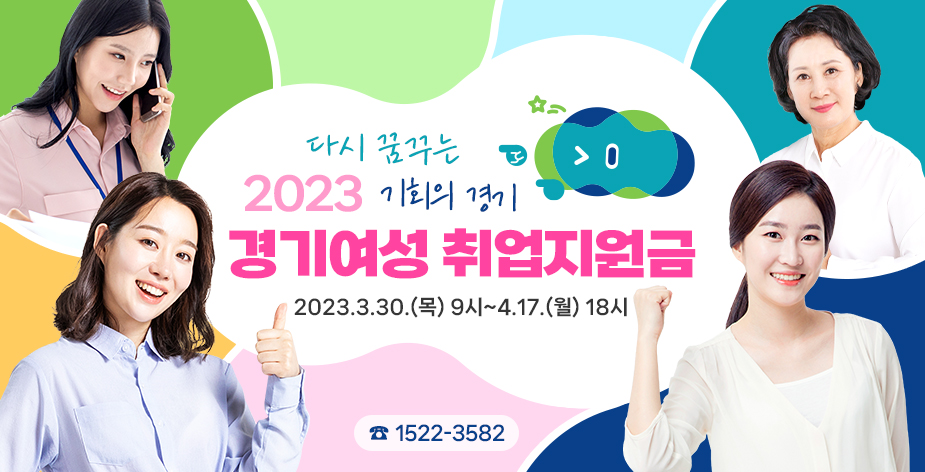 다시 꿈꾸는
2023 기회의 경기
경기여성 취업지원금
2023.3.30.(목) 9시~4.17.(월) 18시
☎ 1522-3582